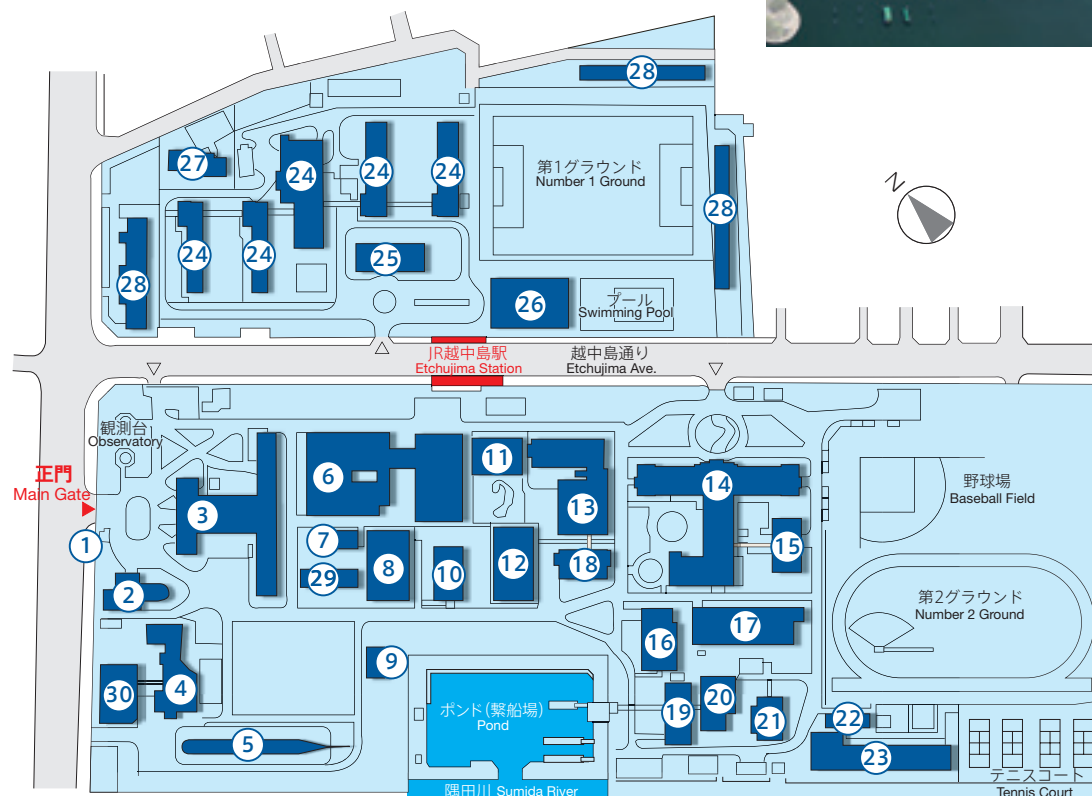 28
27
24
24
24
第1グラウンド
Number 1 Ground
28
N
24
24
25
28
26
プール
Swimming Pool
JR越中島駅
Etchujima Station
越中島通り
Etchujima Ave.
観測台
Observatory
正門
Main Gate
1
2
3
6
11
13
14
野球場
Baseball Field
7
8
10
12
18
15
29
第2グラウンド
Number 2 Ground
16
17
30
4
9
5
ポンド(繋船場)
Pond
19
20
21
22
23
隅田川 Sumida River
テニスコート
Tennis Court